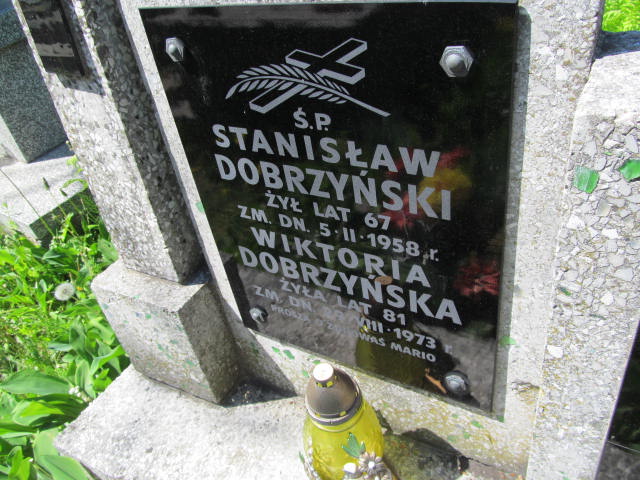 Ś.P.
STANISŁAW
DOBRZYŃSKI
ŻYŁ LAT 67
ZM. DN. 5·II·1958 r.
WIKTORIA
DOBRZYŃSKA
ŻYŁA LAT 81
ZM. DN. 1973 r.
WAŚ MARIO